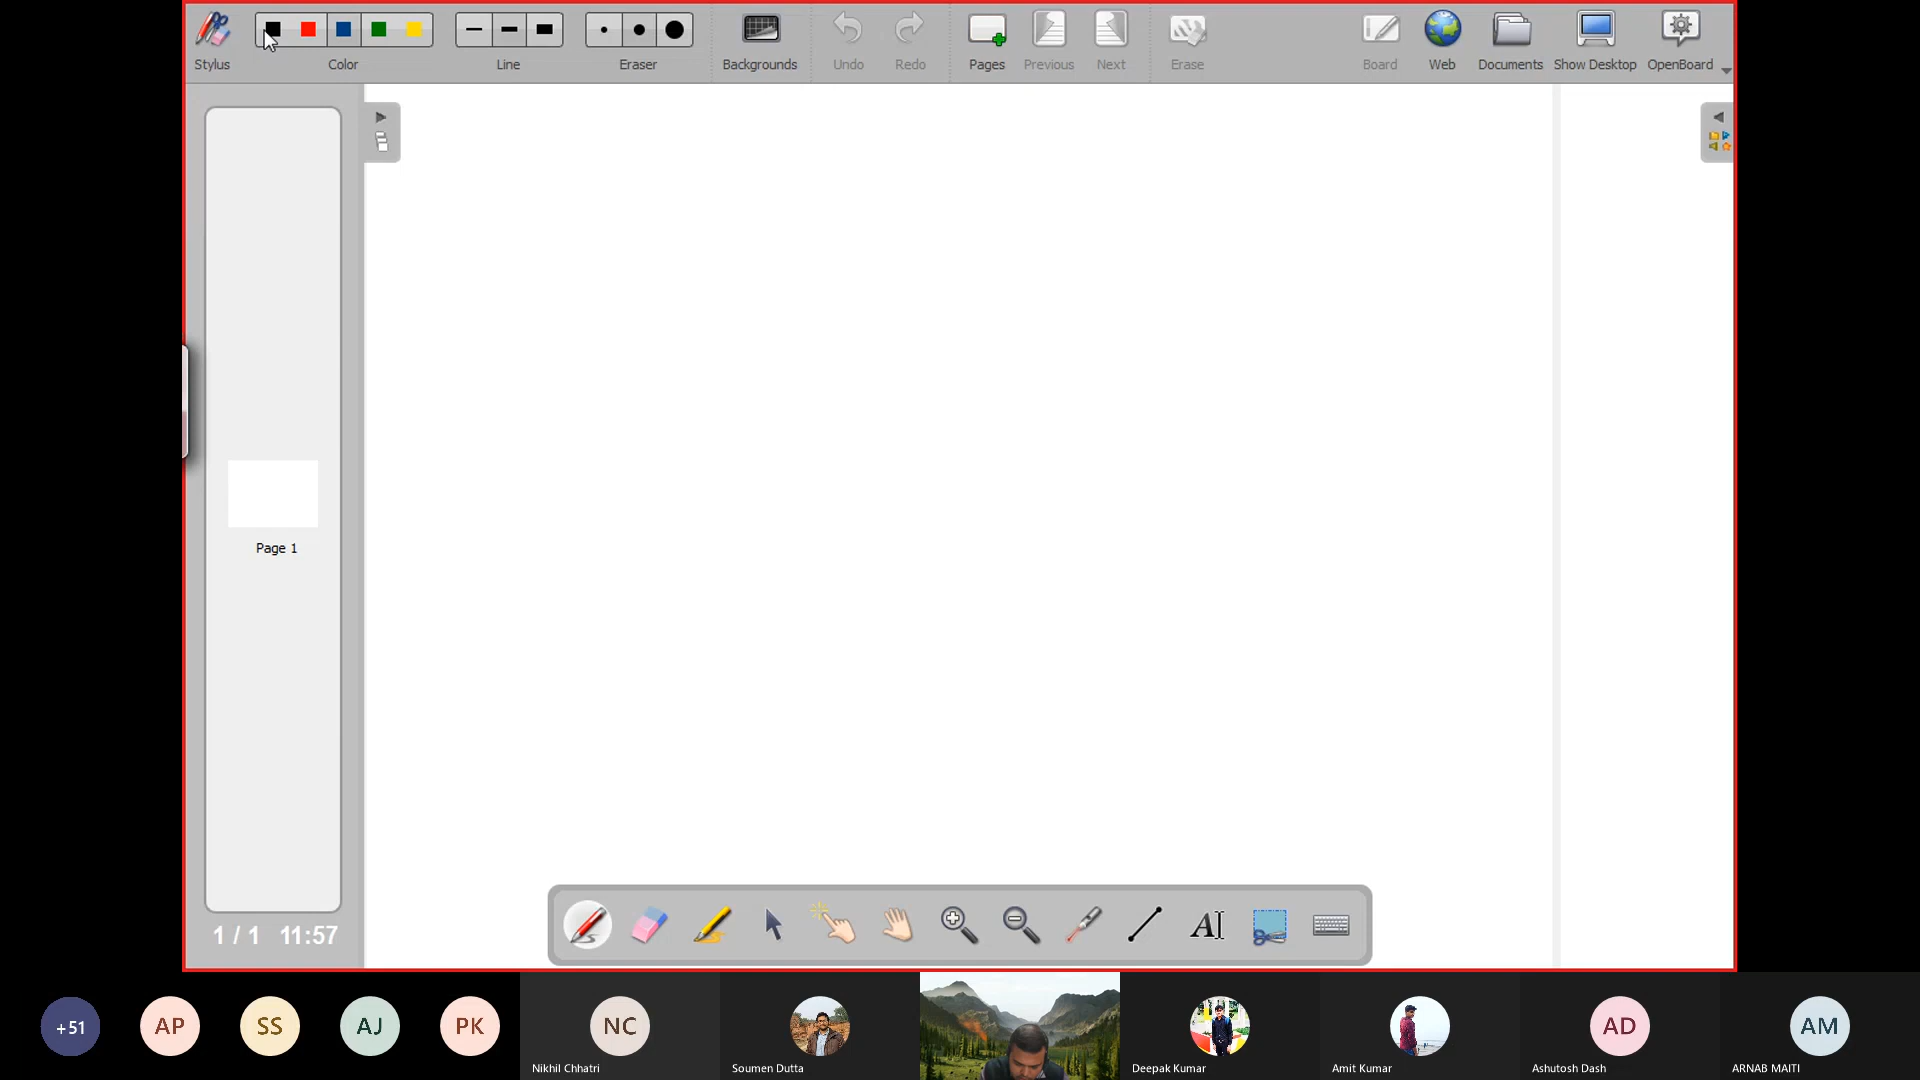 Stylus Color Line Eraser Backgrounds Undo Redo Pages Previous Next Erase Board Web Documents Show Desktop OpenBoard
Page 1
1 / 1 11:57
AI
+51 AP SS AJ PK NC AD AM
Nikhil Chhatri Soumen Dutta Deepak Kumar Amit Kumar Ashutosh Dash ARNAB MAITI